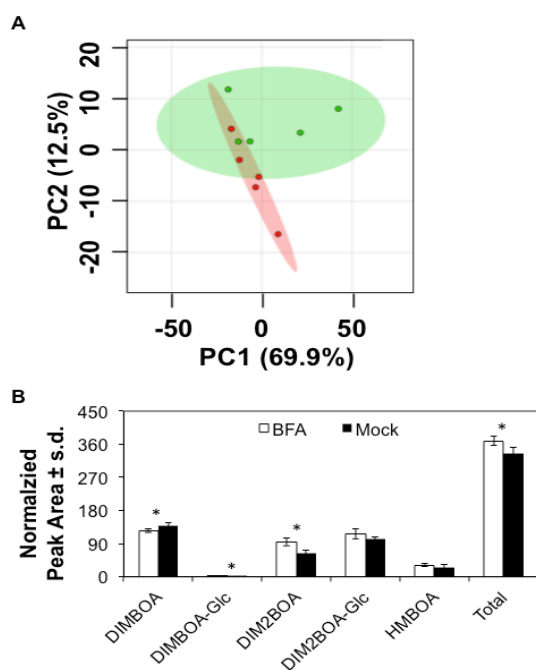 A
20
10
0
-10
-20
PC2 (12.5%)
-50 0 50
PC1 (69.9%)
B
450
360
270
180
90
0
Normalzied
Peak Area ± s.d.
BFA Mock
* * * *
DIMBOA
DIMBOA-Glc
DIM2BOA
DIM2BOA-Glc
HMBOA
Total